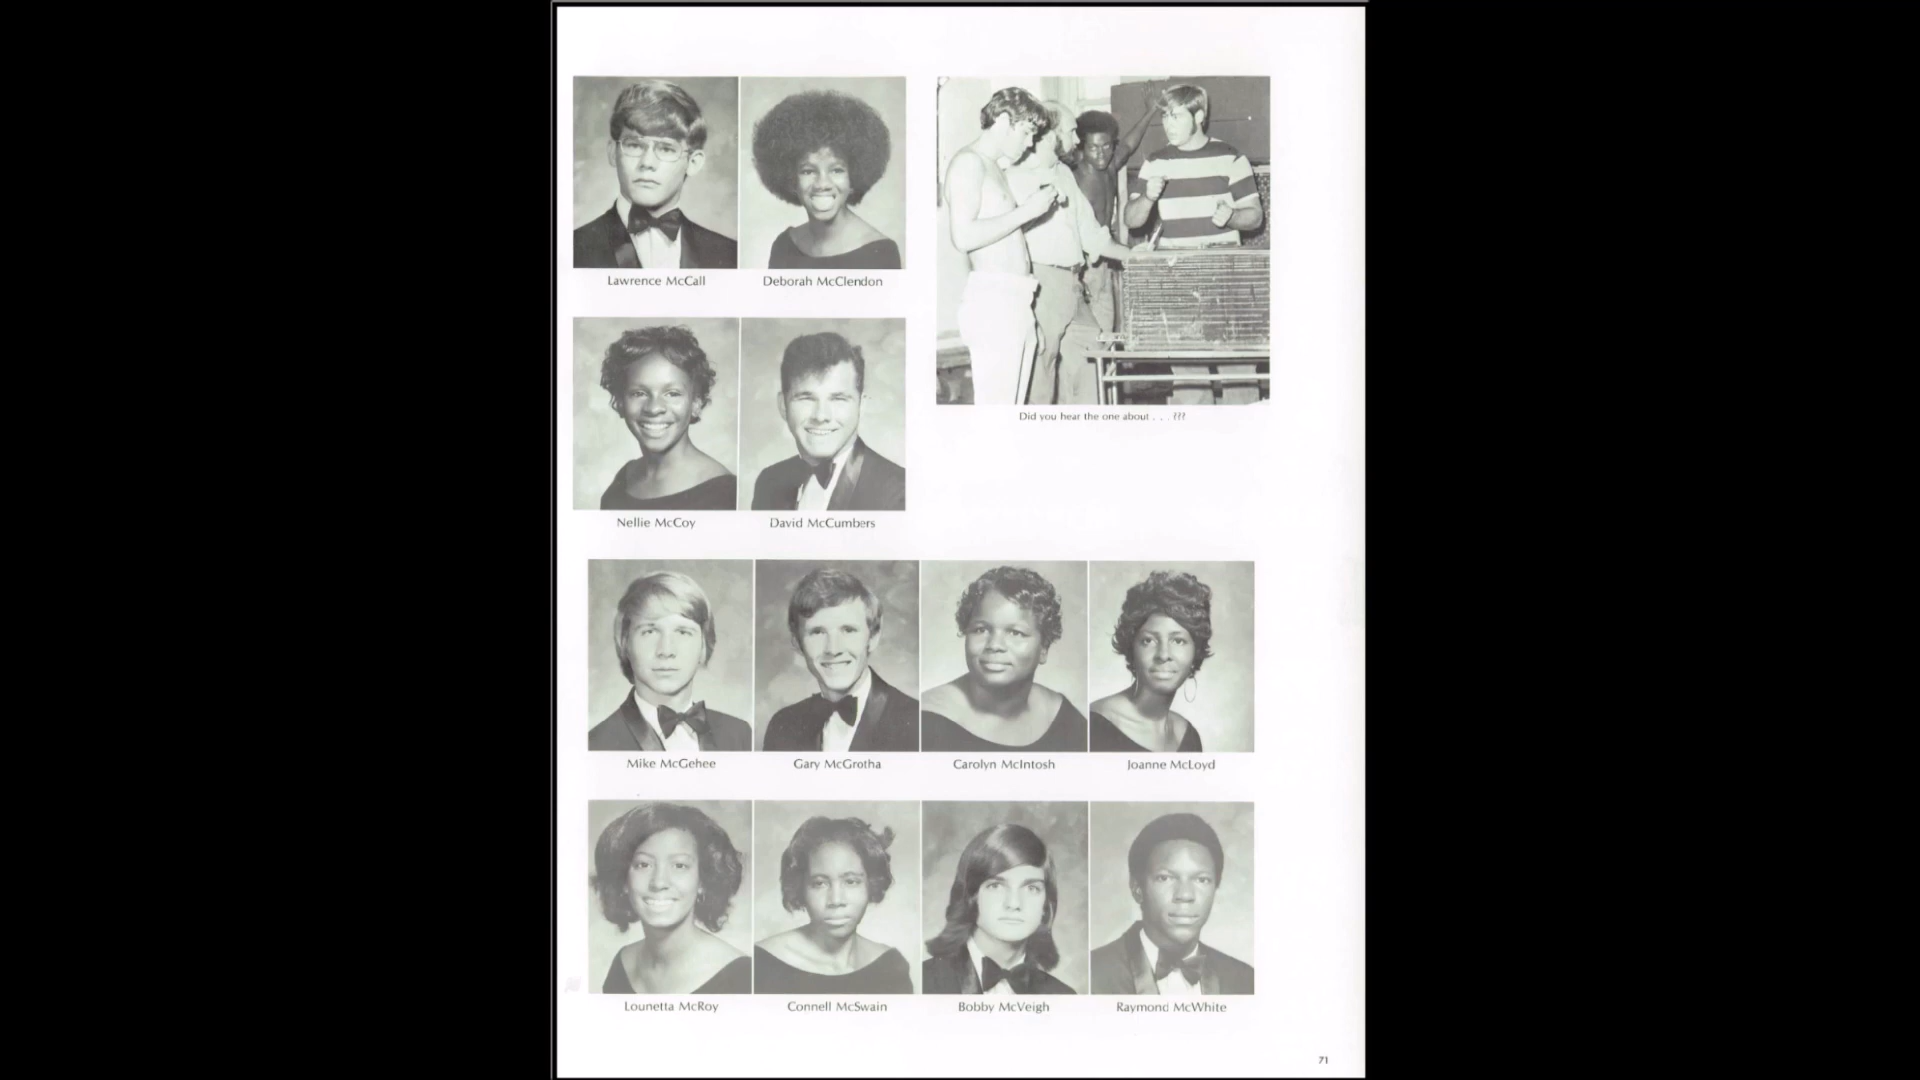 Lawrence McCall
Deborah McClendon
Did you hear the one about . . . ???
Nellie McCoy
David McCumbers
Mike McGehee
Gary McGrotha
Carolyn McIntosh
Joanne McLoyd
Lounetta McRoy
Connell McSwain
Bobby McVeigh
Raymond McWhite
71